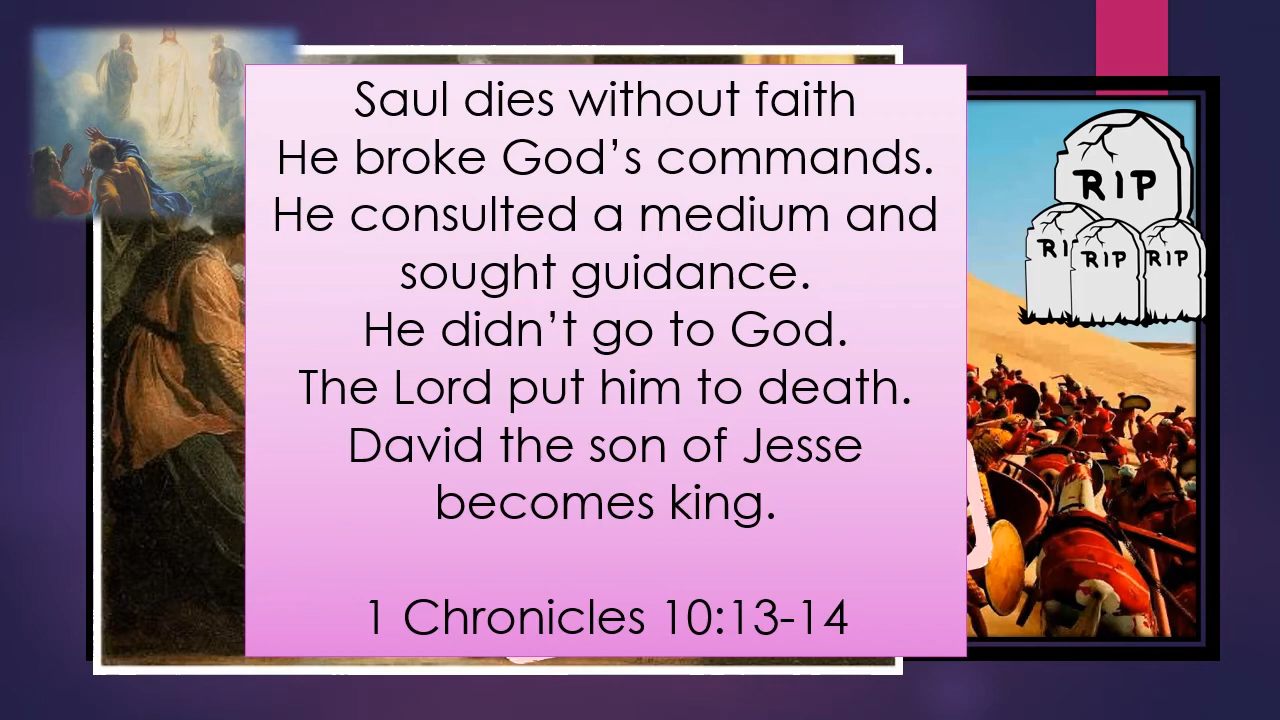 Saul dies without faith
He broke God's commands.
He consulted a medium and
sought guidance.
He didn't go to God.
The Lord put him to death.
David the son of Jesse
becomes king.
1 Chronicles 10:13-14
RIP
RI
RIP
RIP